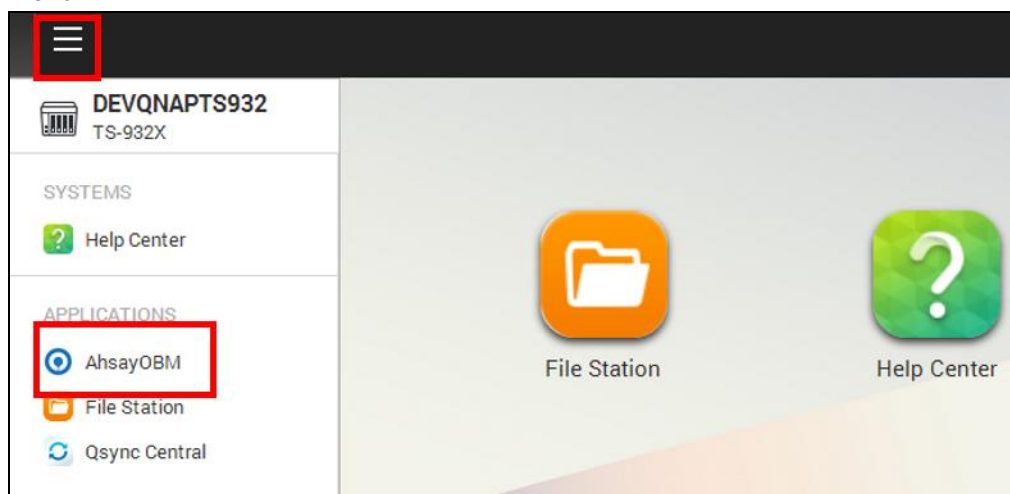 DEVQNAPTS932
TS-932X
SYSTEMS
Help Center
APPLICATIONS
AhsayOBM
File Station
Qsync Central
File Station
Help Center